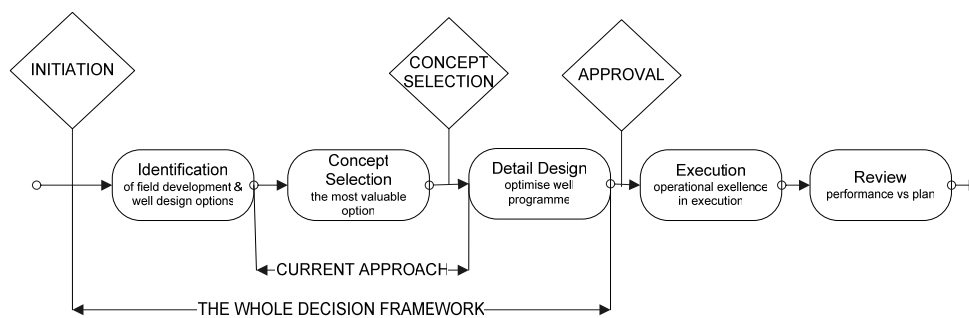 INITIATION
CONCEPT
SELECTION
APPROVAL
Identification
of field development &
well design options
Concept
Selection
the most valuable
option
Detail Design
optimise well
programme
Execution
operational exellence
in execution
Review
performance vs plan
CURRENT APPROACH
THE WHOLE DECISION FRAMEWORK